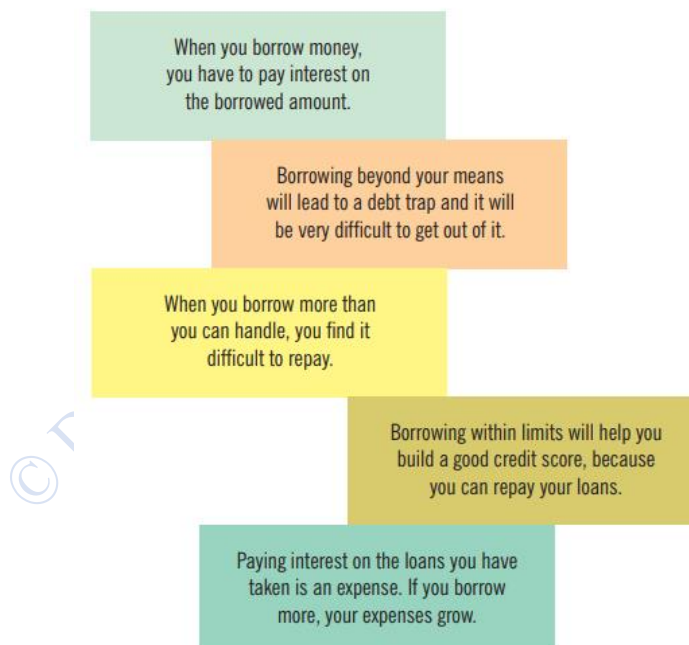 When you borrow money,
you have to pay interest on
the borrowed amount.
Borrowing beyond your means
will lead to a debt trap and it will
be very difficult to get out of it.
When you borrow more than
you can handle, you find it
difficult to repay.
Borrowing within limits will help you
build a good credit score, because
you can repay your loans.
Paying interest on the loans you have
taken is an expense. If you borrow
more, your expenses grow.
©